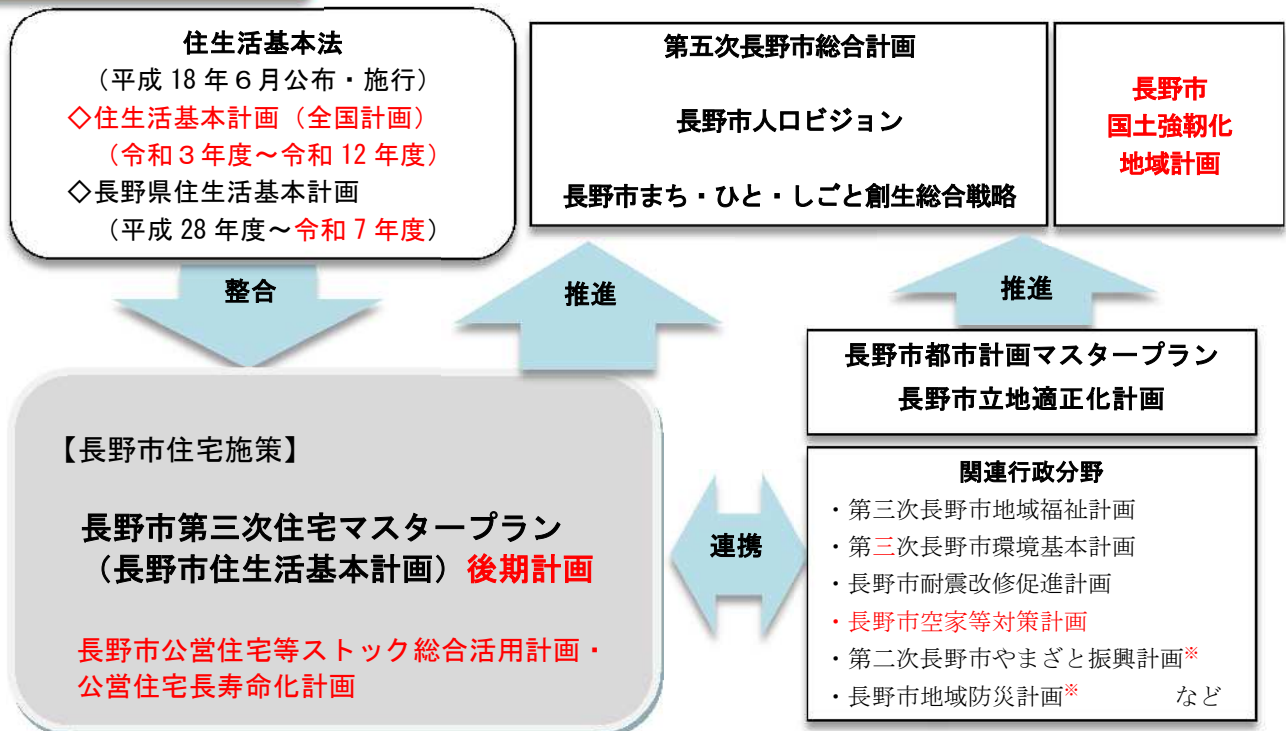 住生活基本法
（平成 18 年６月公布・施行）
◇住生活基本計画（全国計画）
（令和３年度～令和 12 年度）
◇長野県住生活基本計画
（平成 28 年度～令和 7 年度）
第五次長野市総合計画
長野市人口ビジョン
長野市まち・ひと・しごと創生総合戦略
長野市
国土強靭化
地域計画
整合
推進
推進
長野市都市計画マスタープラン
長野市立地適正化計画
【長野市住宅施策】
長野市第三次住宅マスタープラン
（長野市住生活基本計画）後期計画
長野市公営住宅等ストック総合活用計画・
公営住宅長寿命化計画
連携
関連行政分野
・第三次長野市地域福祉計画
・第三次長野市環境基本計画
・長野市耐震改修促進計画
・長野市空家等対策計画
・第二次長野市やまざと振興計画※
・長野市地域防災計画※ など